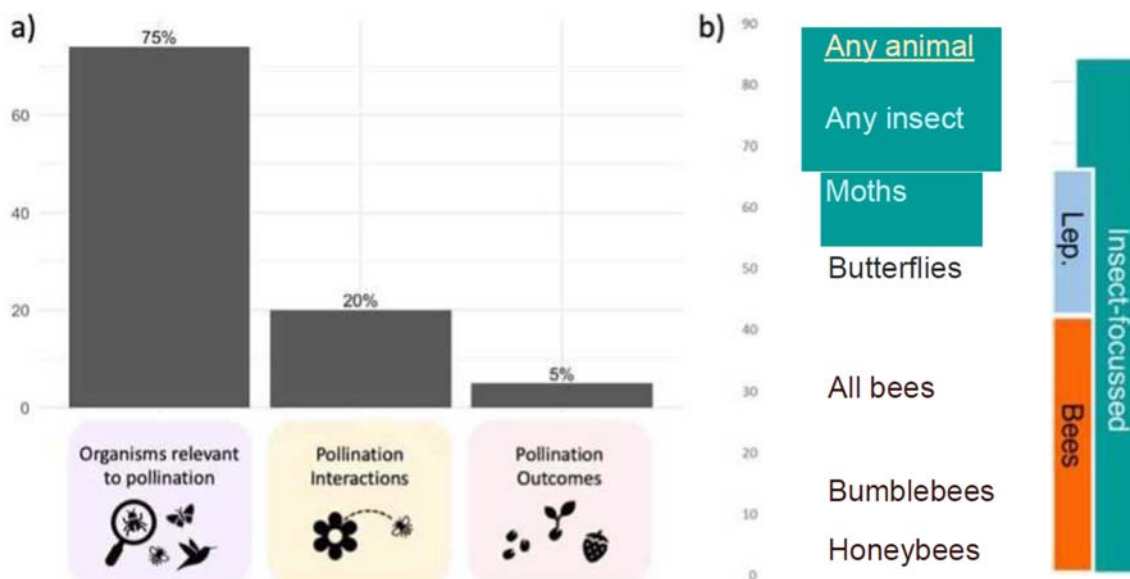 a)
75%
60
40
20
0
20%
5%
Organisms relevant
to pollination
Pollination
Interactions
Pollination
Outcomes
b)
90
80
70
60
50
40
30
20
10
0
Any animal
Any insect
Moths
Butterflies
All bees
Bumblebees
Honeybees
Lep.
Bees
Insect-focussed